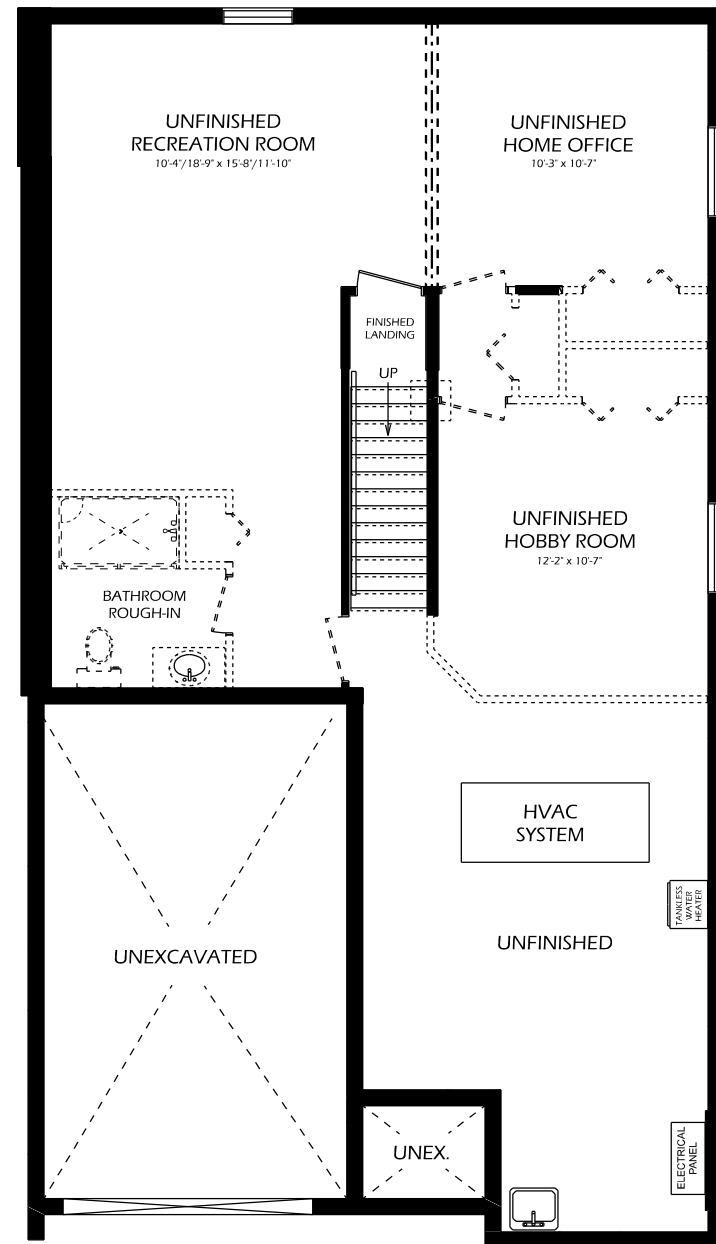 UNFINISHED
RECREATION ROOM
10'-4"/18'-9" x 15'-8"/11'-10"
UNFINISHED
HOME OFFICE
10'-3" x 10'-7"
FINISHED
LANDING
UP
UNFINISHED
HOBBY ROOM
12'-2" x 10'-7"
BATHROOM
ROUGH-IN
HVAC
SYSTEM
TANKLESS
WATER
HEATER
UNFINISHED
UNEXCAVATED
UNEX.
ELECTRICAL
PANEL